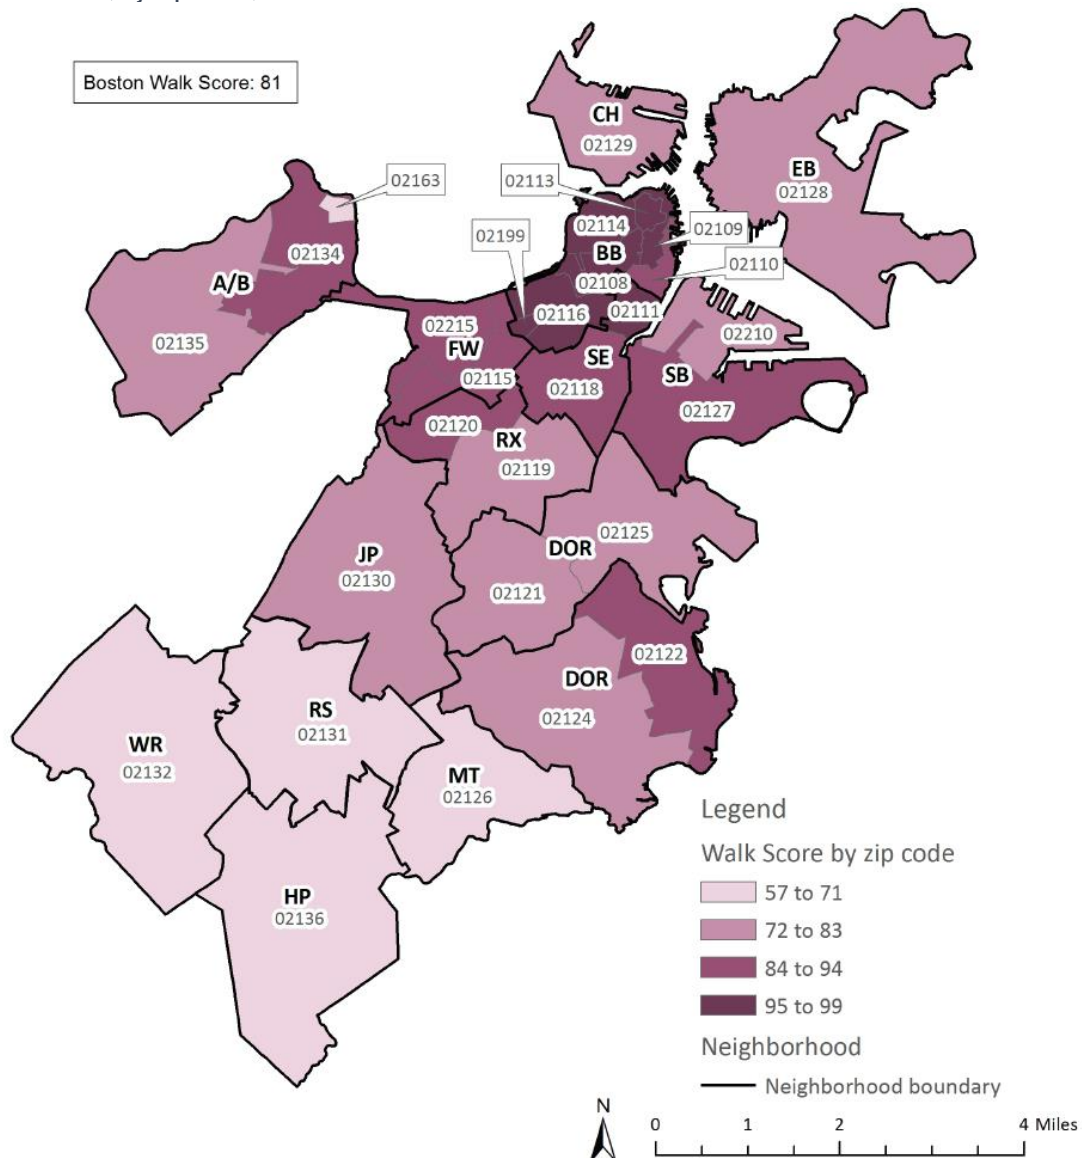 Boston Walk Score: 81
CH
02129
EB
02128
02163
02113
02199
02114
02109
BB
02134
02110
02108
A/B
02116
02111
02135
02215
02210
FW
SE
SB
02115
02118
02127
02120
RX
02119
02125
DOR
JP
02130
02121
02122
DOR
RS
02124
02131
WR
02132
MT
02126
HP
02136
Legend
Walk Score by zip code
57 to 71
72 to 83
84 to 94
95 to 99
Neighborhood
Neighborhood boundary
N
0 1 2 4 Miles